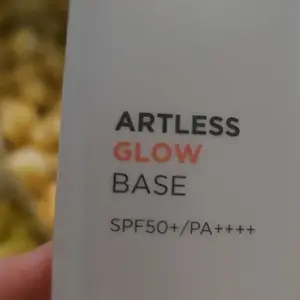 ARTLESS
GLOW
BASE
SPF50+/PA++++